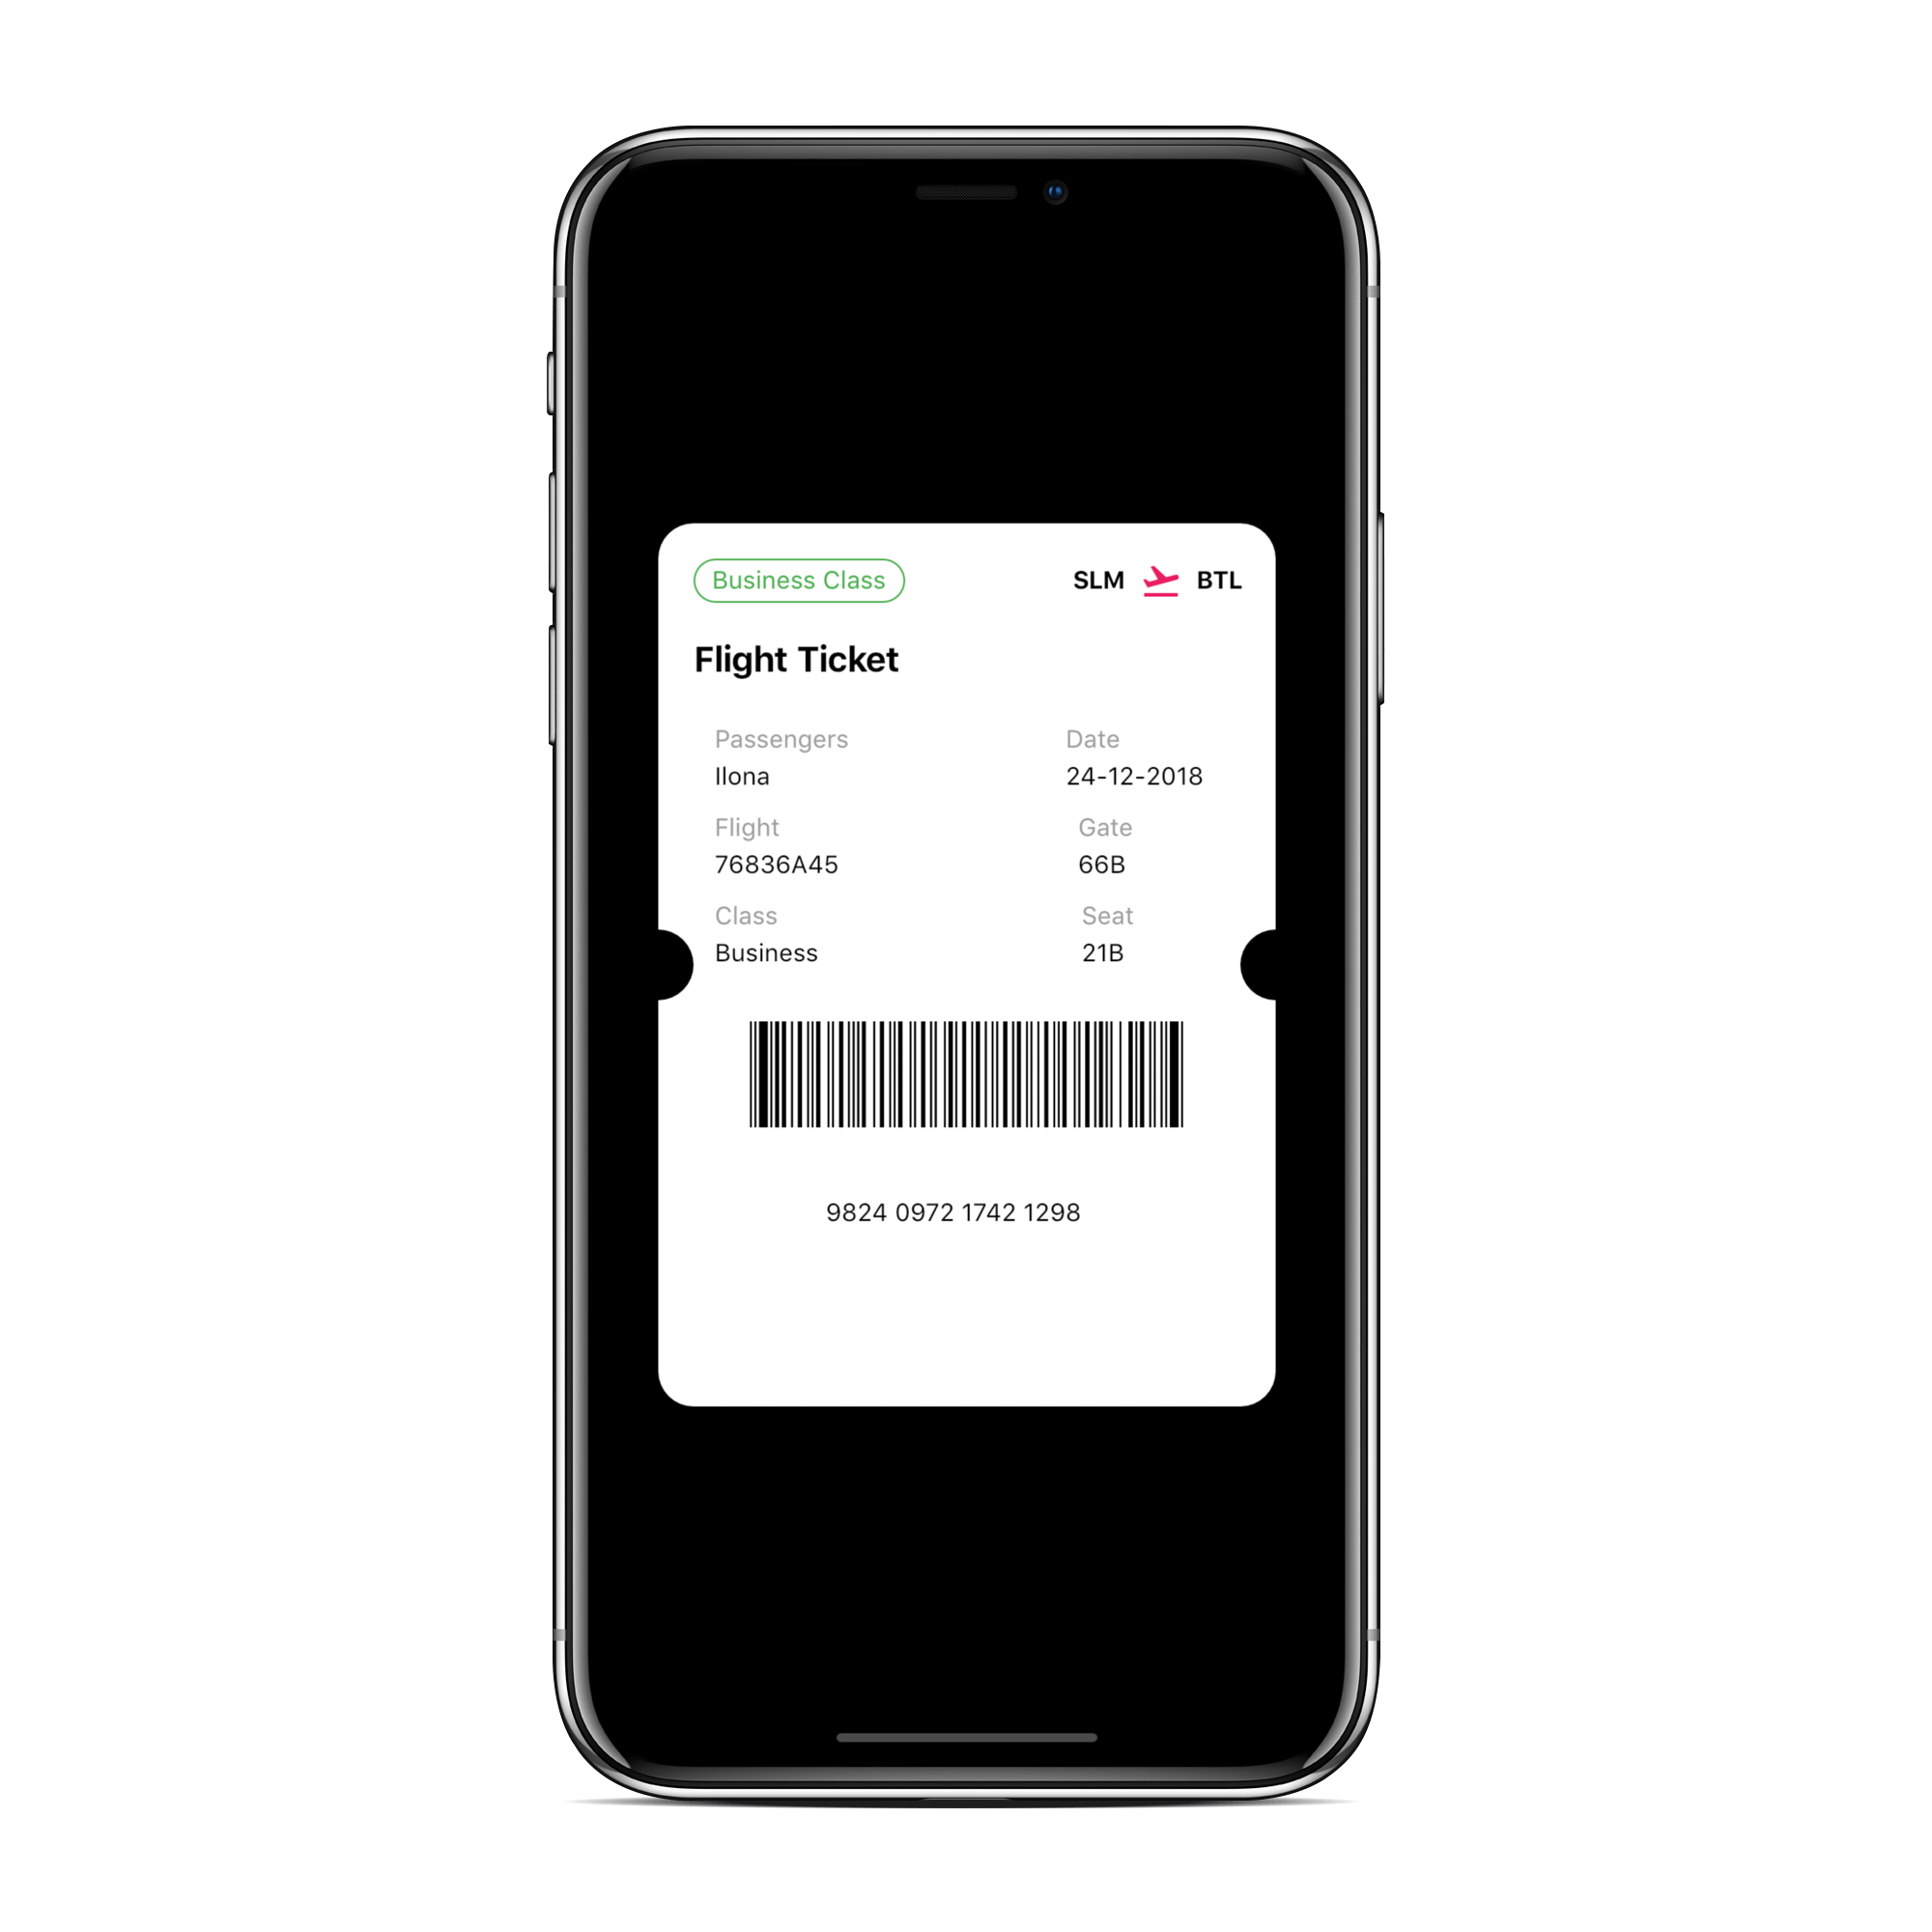 Business Class SLM BTL
Flight Ticket
Passengers Date
Ilona 24-12-2018
Flight Gate
76836A45 66B
Class Seat
Business 21B
9824 0972 1742 1298